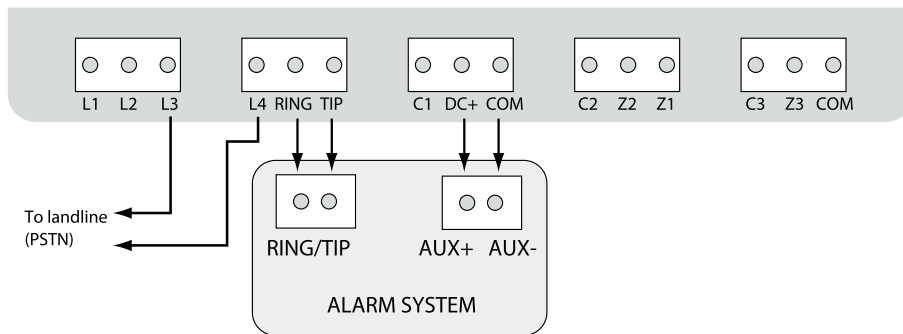 L1 L2 L3 L4 RING TIP C1 DC+ COM C2 Z2 Z1 C3 Z3 COM
To landline
(PSTN)
RING/TIP AUX+ AUX-
ALARM SYSTEM